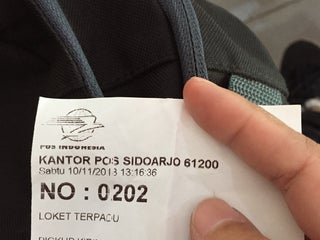 POS INDONESIA
KANTOR POS SIDOARJO 61200
Sabtu 10/11/2018 13:16:36
NO : 0202
LOKET TERPADU